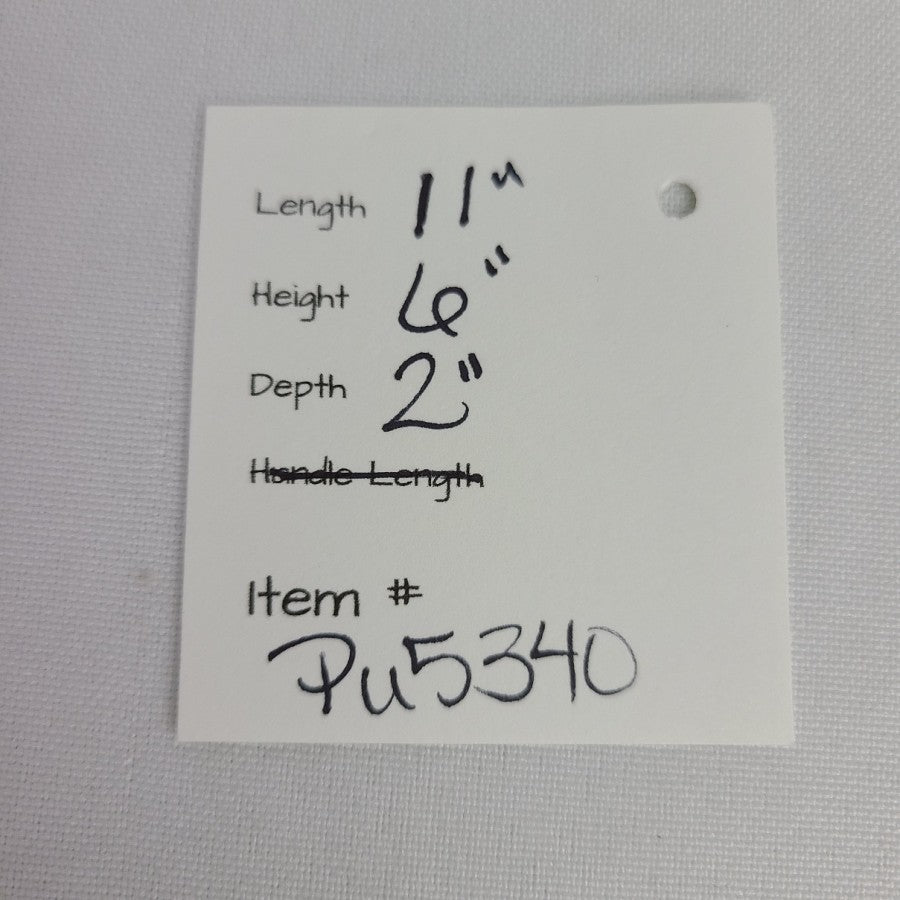 Length 11"
Height 6"
Depth 2"
Handle Length
Item #
Pu5340